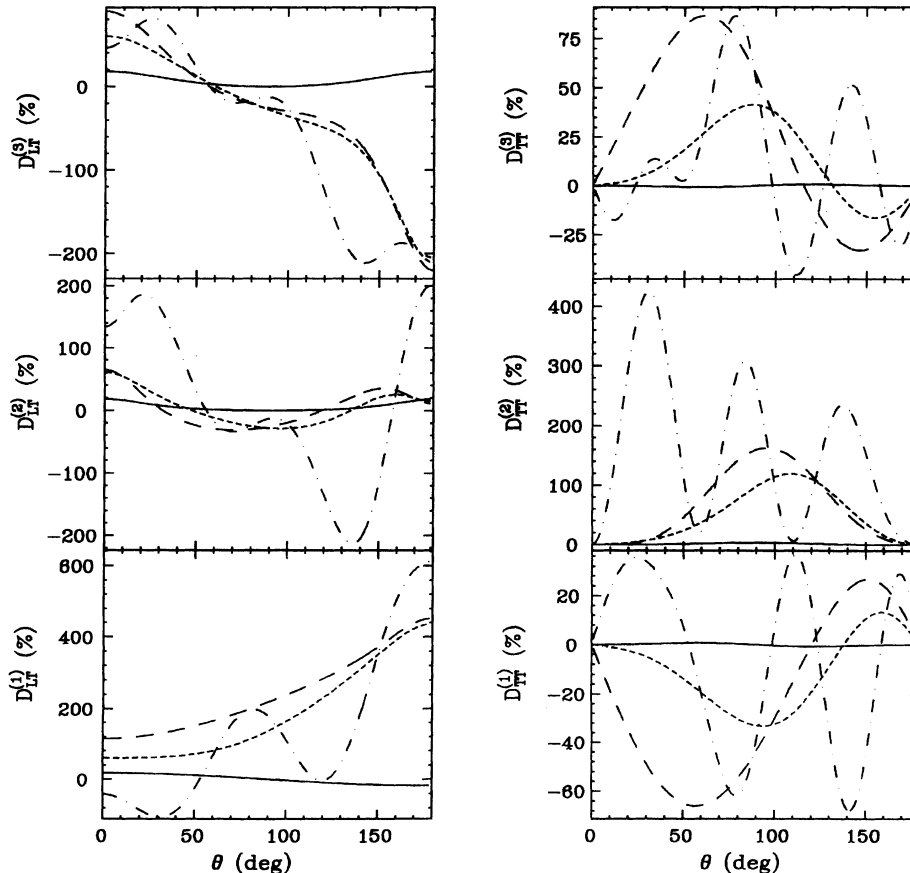 D_LT^(3) (%)
0
−100
−200
D_LT^(2) (%)
200
100
0
−100
−200
D_LT^(1) (%)
600
400
200
0
0 50 100 150
θ (deg)
D_TT^(3) (%)
75
50
25
0
−25
D_TT^(2) (%)
400
300
200
100
0
D_TT^(1) (%)
20
0
−20
−40
−60
0 50 100 150
θ (deg)